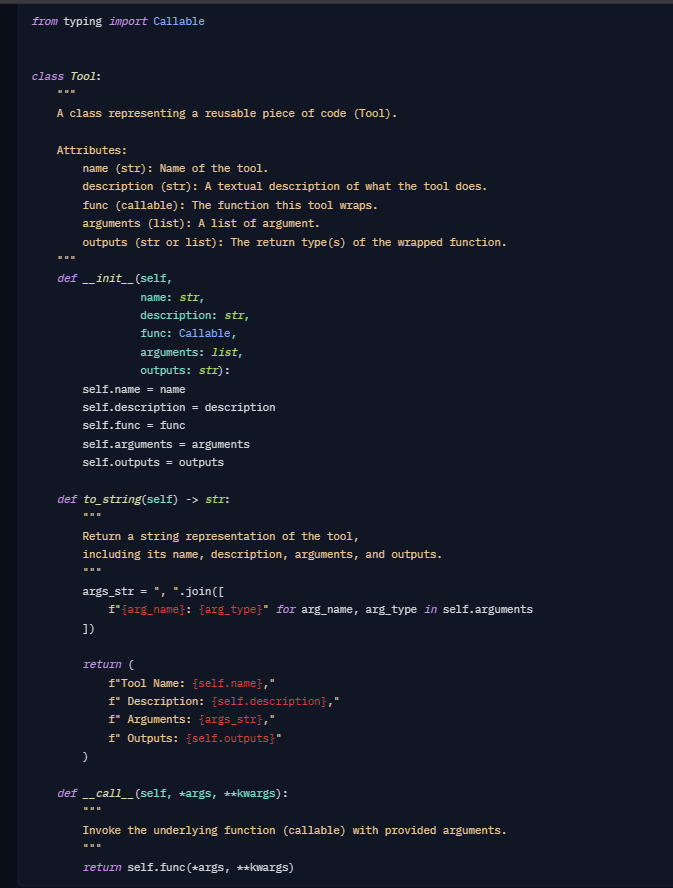 from typing import Callable
class Tool:
    """
    A class representing a reusable piece of code (Tool).
    Attributes:
        name (str): Name of the tool.
        description (str): A textual description of what the tool does.
        func (callable): The function this tool wraps.
        arguments (list): A list of argument.
        outputs (str or list): The return type(s) of the wrapped function.
    """
    def __init__(self,
                 name: str,
                 description: str,
                 func: Callable,
                 arguments: list,
                 outputs: str):
        self.name = name
        self.description = description
        self.func = func
        self.arguments = arguments
        self.outputs = outputs
    def to_string(self) -> str:
        """
        Return a string representation of the tool,
        including its name, description, arguments, and outputs.
        """
        args_str = ", ".join([
            f"{arg_name}: {arg_type}" for arg_name, arg_type in self.arguments
        ])
        return (
            f"Tool Name: {self.name},"
            f" Description: {self.description},"
            f" Arguments: {args_str},"
            f" Outputs: {self.outputs}"
        )
    def __call__(self, *args, **kwargs):
        """
        Invoke the underlying function (callable) with provided arguments.
        """
        return self.func(*args, **kwargs)